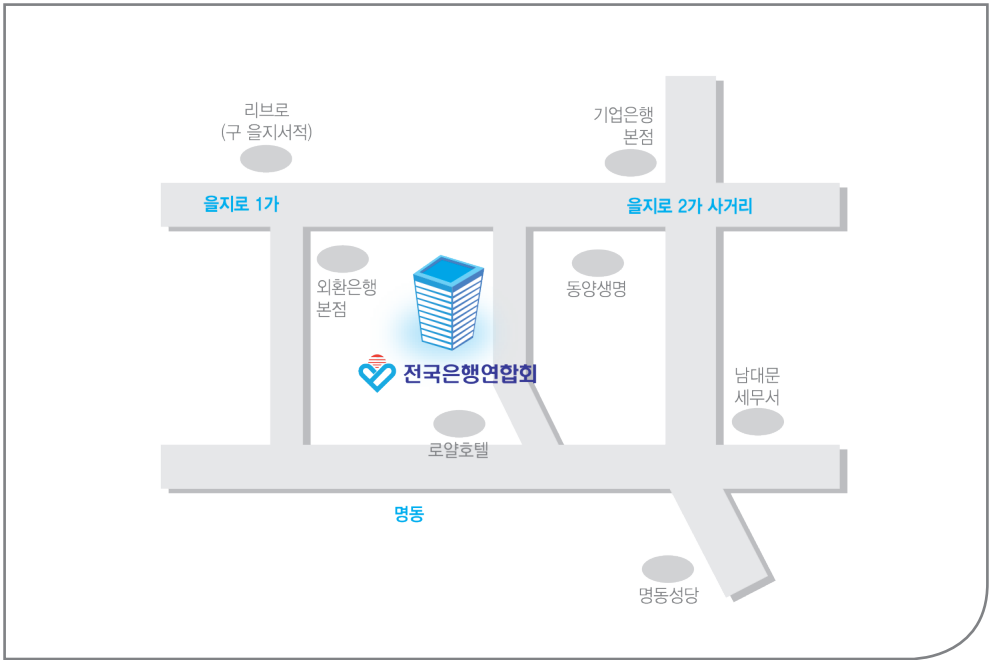 리브로
(구 을지서적)
기업은행
본점
을지로 1가
을지로 2가 사거리
외환은행
본점
동양생명
전국은행연합회
남대문
세무서
로얄호텔
명동
명동성당